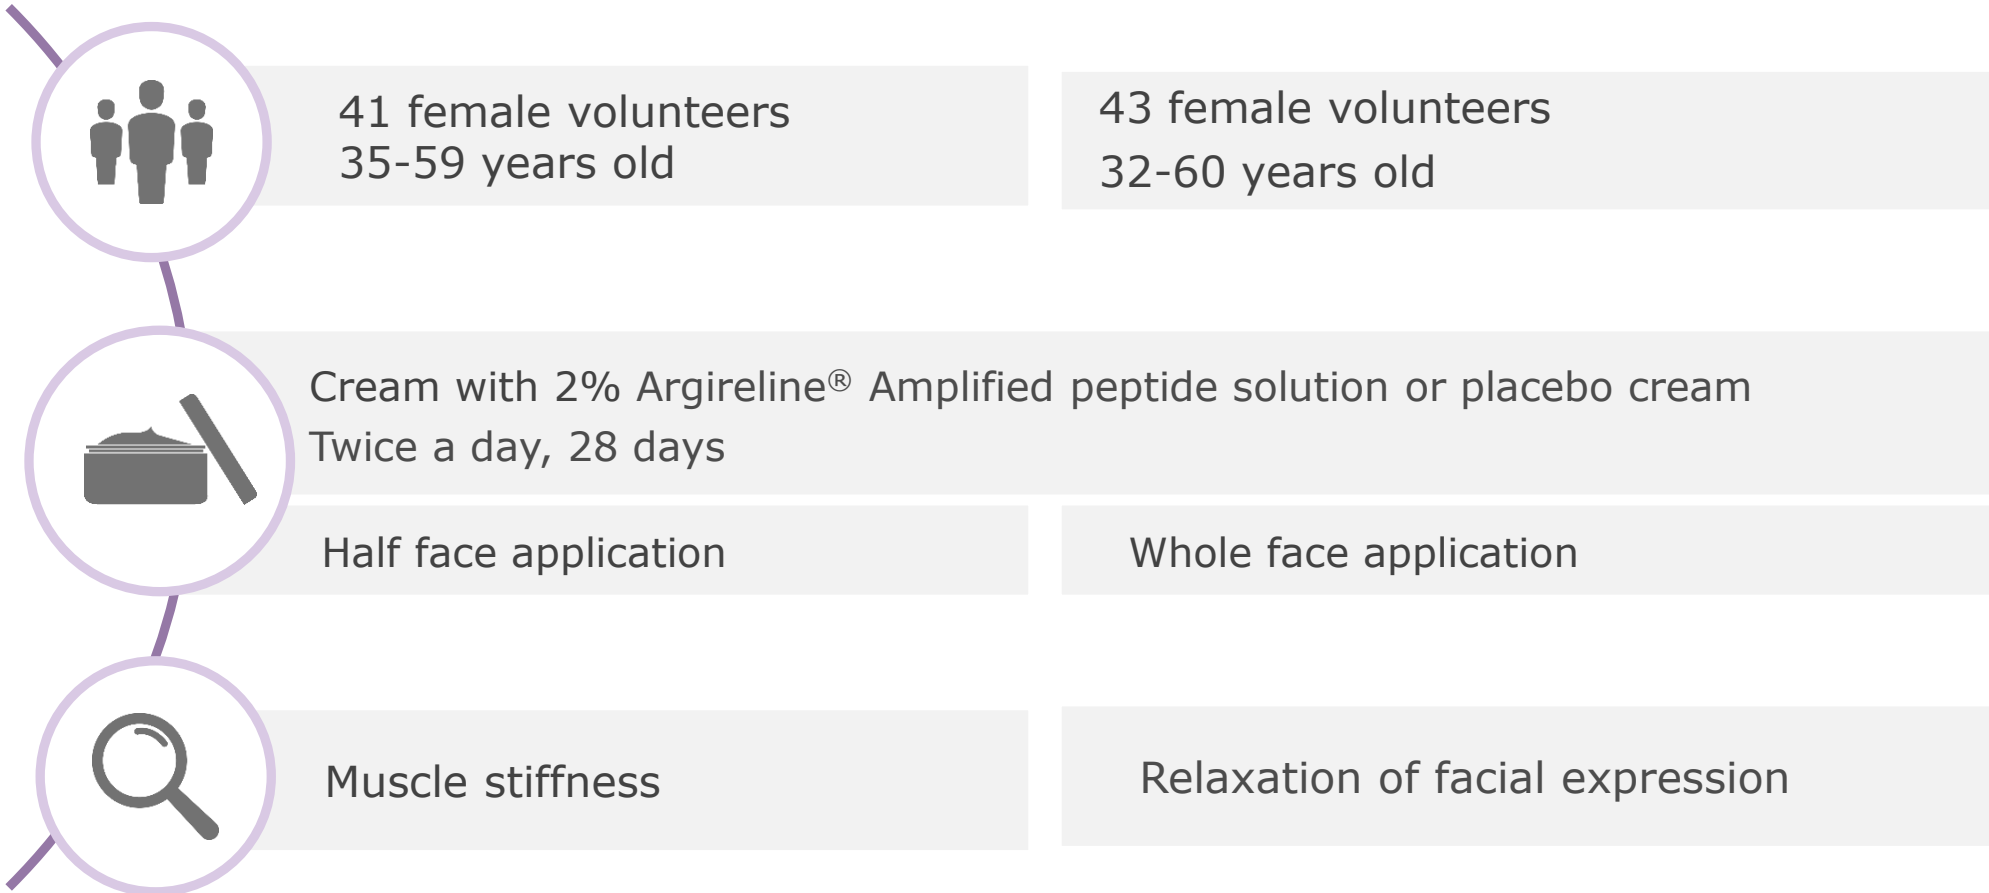 41 female volunteers
35-59 years old
43 female volunteers
32-60 years old
Cream with 2% Argireline® Amplified peptide solution or placebo cream
Twice a day, 28 days
Half face application
Whole face application
Muscle stiffness
Relaxation of facial expression